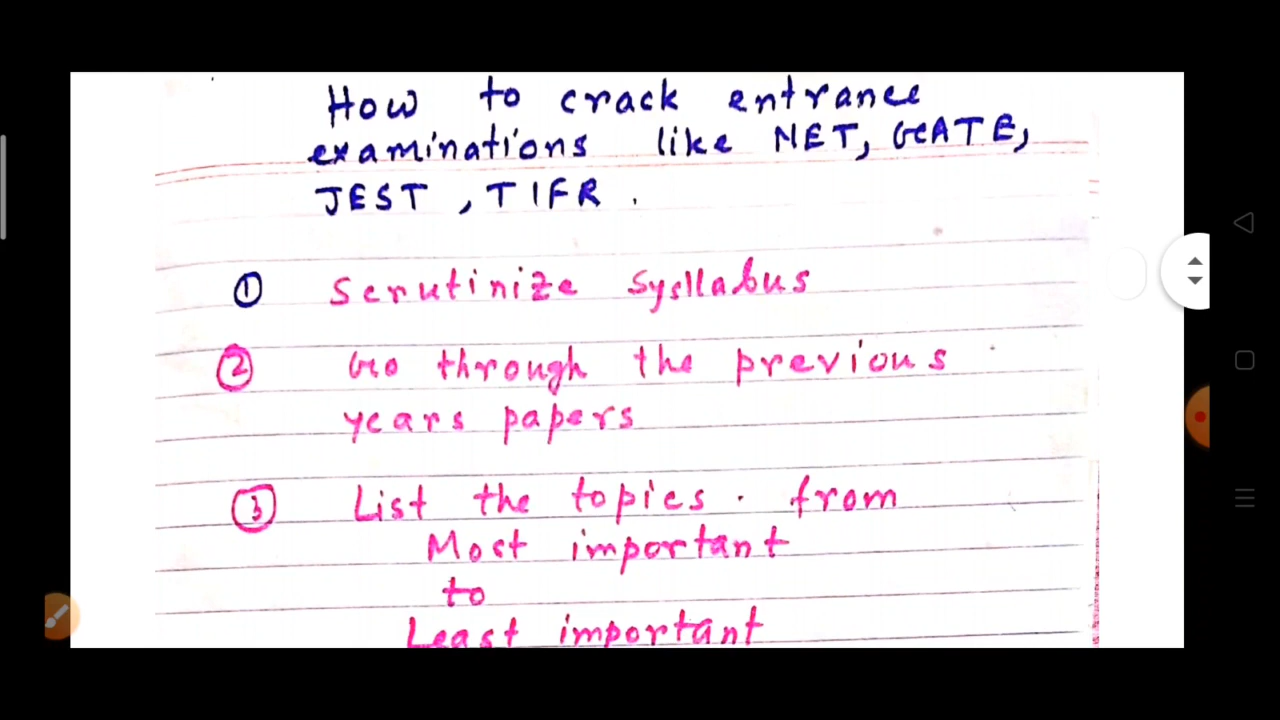 How to crack entrance
examinations like NET, GATE,
JEST , TIFR .
① Scrutinize Sysllabus
② Go through the previous
years papers
③ List the topics . from
Most important
to
Least important